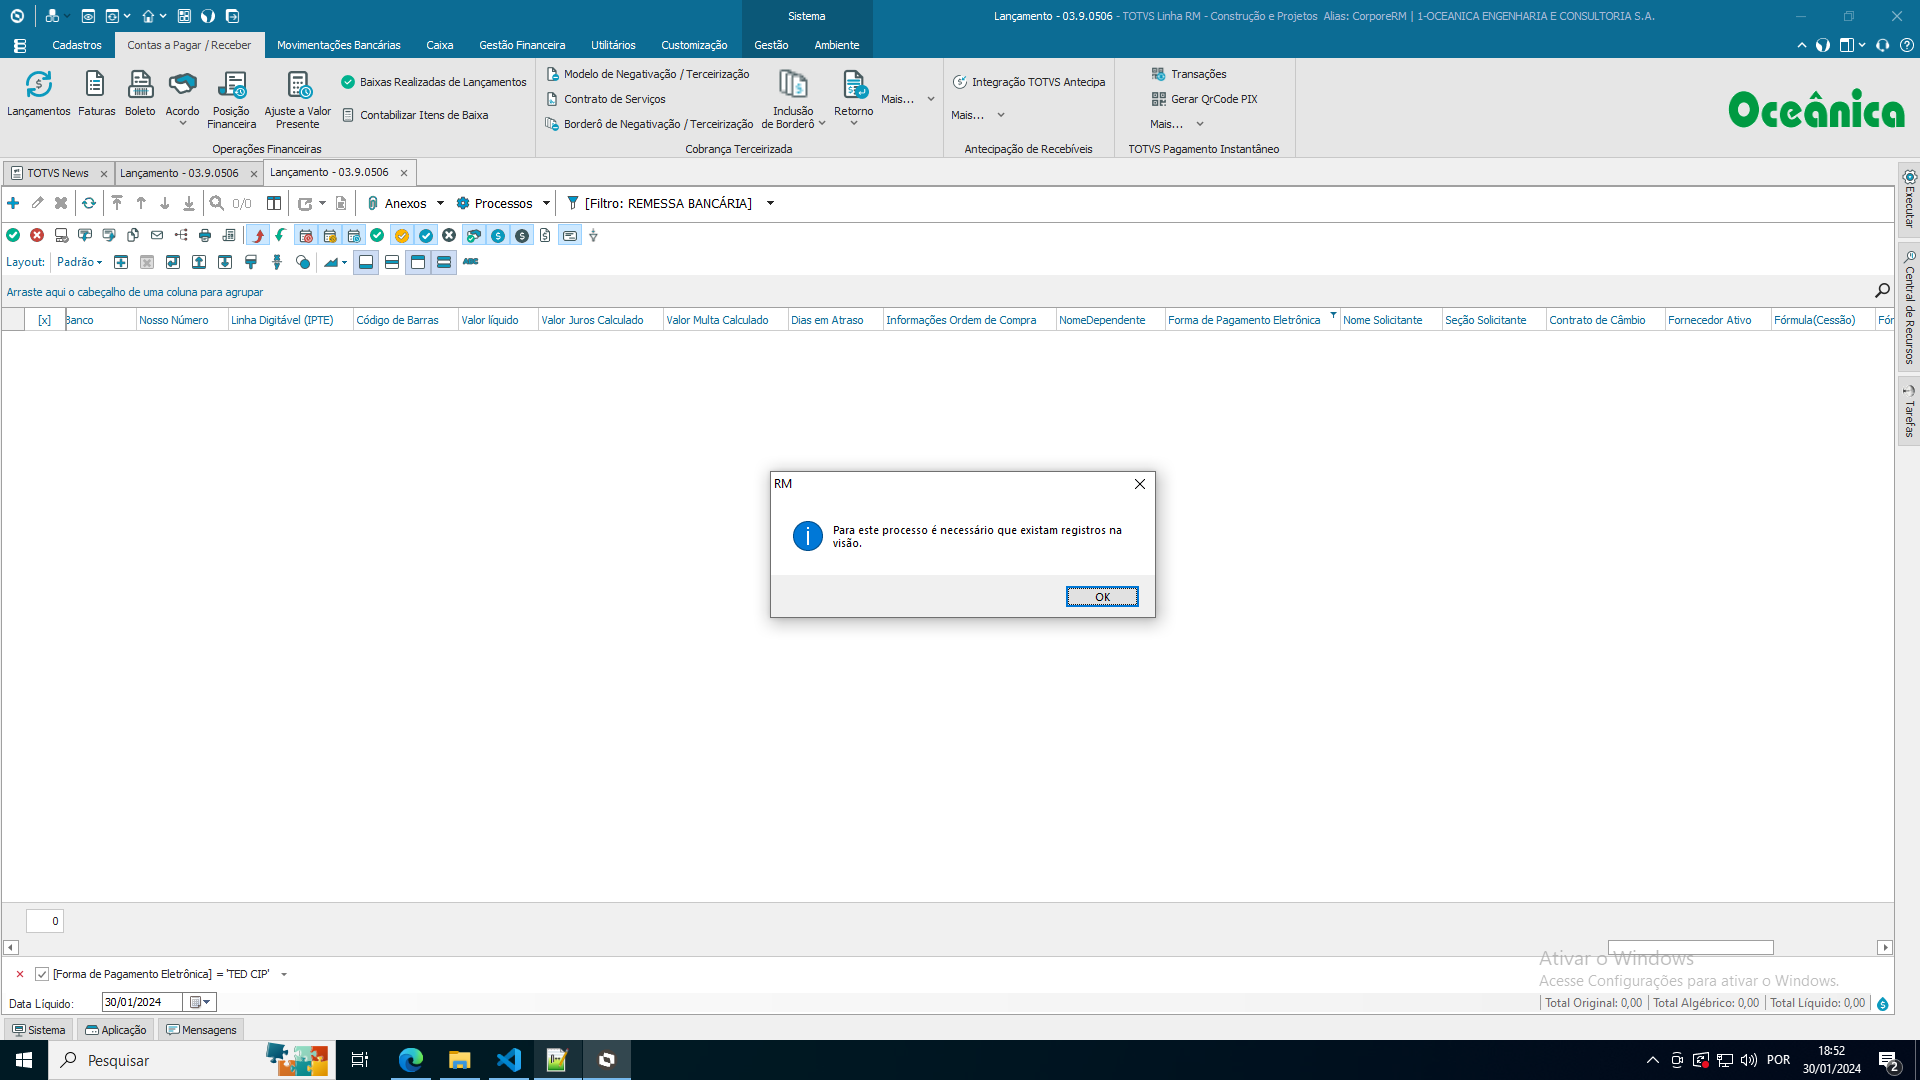 Sistema
Lançamento - 03.9.0506 - TOTVS Linha RM - Construção e Projetos  Alias: CorporeRM | 1-OCEANICA ENGENHARIA E CONSULTORIA S.A.
Cadastros
Contas a Pagar / Receber
Movimentações Bancárias
Caixa
Gestão Financeira
Utilitários
Customização
Gestão
Ambiente
Lançamentos
Faturas
Boleto
Acordo
Posição
Financeira
Ajuste a Valor
Presente
Baixas Realizadas de Lançamentos
Contabilizar Itens de Baixa
Operações Financeiras
Modelo de Negativação / Terceirização
Contrato de Serviços
Borderô de Negativação / Terceirização
Inclusão
de Borderô
Retorno
Mais...
Cobrança Terceirizada
Integração TOTVS Antecipa
Mais...
Antecipação de Recebíveis
Transações
Gerar QrCode PIX
Mais...
TOTVS Pagamento Instantâneo
Oceânica
TOTVS News
Lançamento - 03.9.0506
Lançamento - 03.9.0506
0/0
Anexos
Processos
[Filtro: REMESSA BANCÁRIA]
Layout:
Padrão
ABC
Arraste aqui o cabeçalho de uma coluna para agrupar
[x]
Banco
Nosso Número
Linha Digitável (IPTE)
Código de Barras
Valor líquido
Valor Juros Calculado
Valor Multa Calculado
Dias em Atraso
Informações Ordem de Compra
NomeDependente
Forma de Pagamento Eletrônica
Nome Solicitante
Seção Solicitante
Contrato de Câmbio
Fornecedor Ativo
Fórmula(Cessão)
Fór
Executar
Central de Recursos
Tarefas
RM
Para este processo é necessário que existam registros na
visão.
OK
0
[Forma de Pagamento Eletrônica] = 'TED CIP'
Data Líquido:
30/01/2024
Ativar o Windows
Acesse Configurações para ativar o Windows.
Total Original: 0,00
Total Algébrico: 0,00
Total Líquido: 0,00
Sistema
Aplicação
Mensagens
Pesquisar
POR
18:52
30/01/2024
2